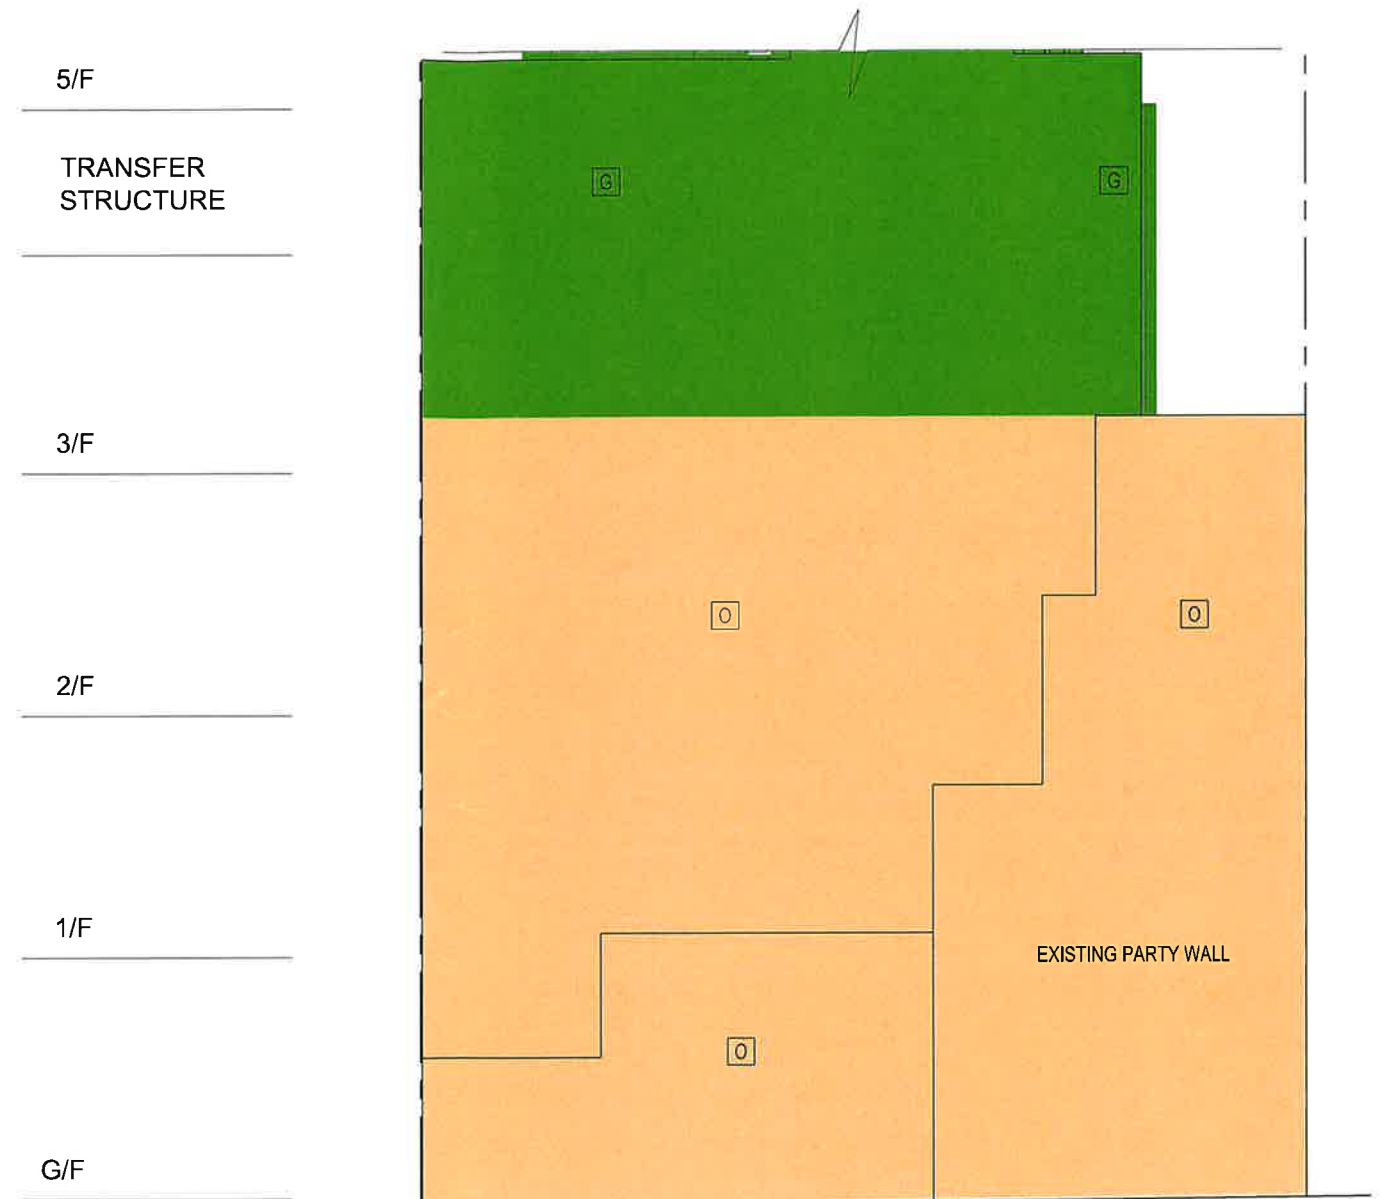 5/F
TRANSFER
STRUCTURE
G
G
3/F
O
O
2/F
1/F
EXISTING PARTY WALL
O
G/F